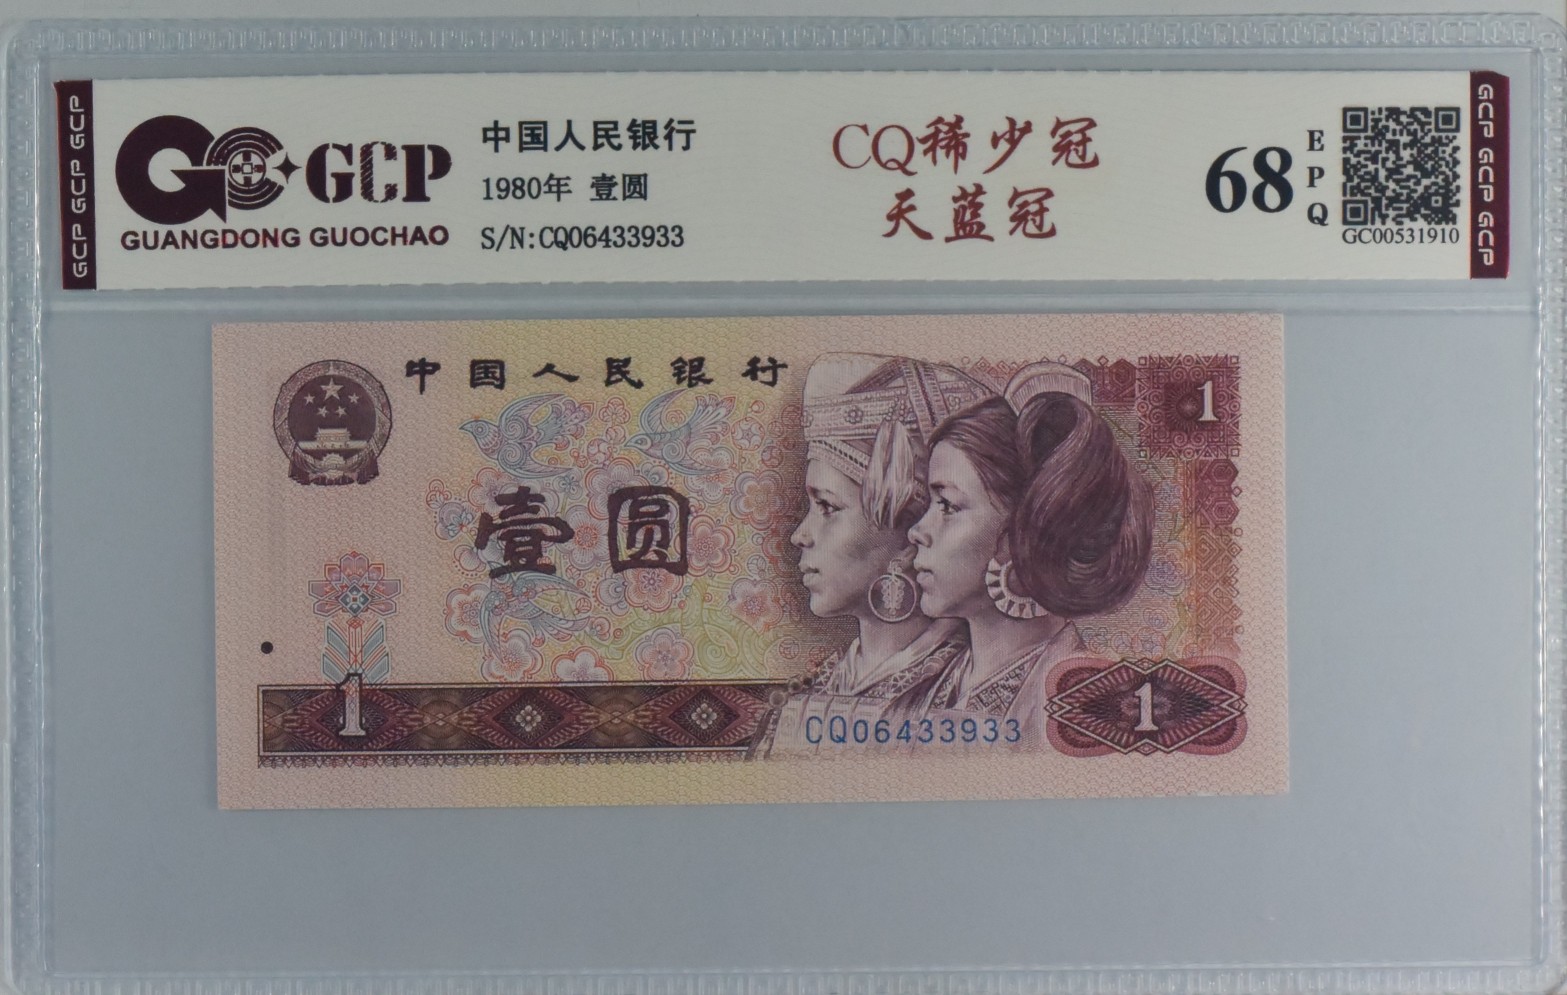 GCP GCP GCP
GCP
GUANGDONG GUOCHAO
中国人民银行
1980年 壹圆
S/N:CQ06433933
CQ稀少冠
天蓝冠
68
EPQ
GC00531910
GCP GCP GCP
中国人民银行
1
壹圆
1
CQ06433933
1